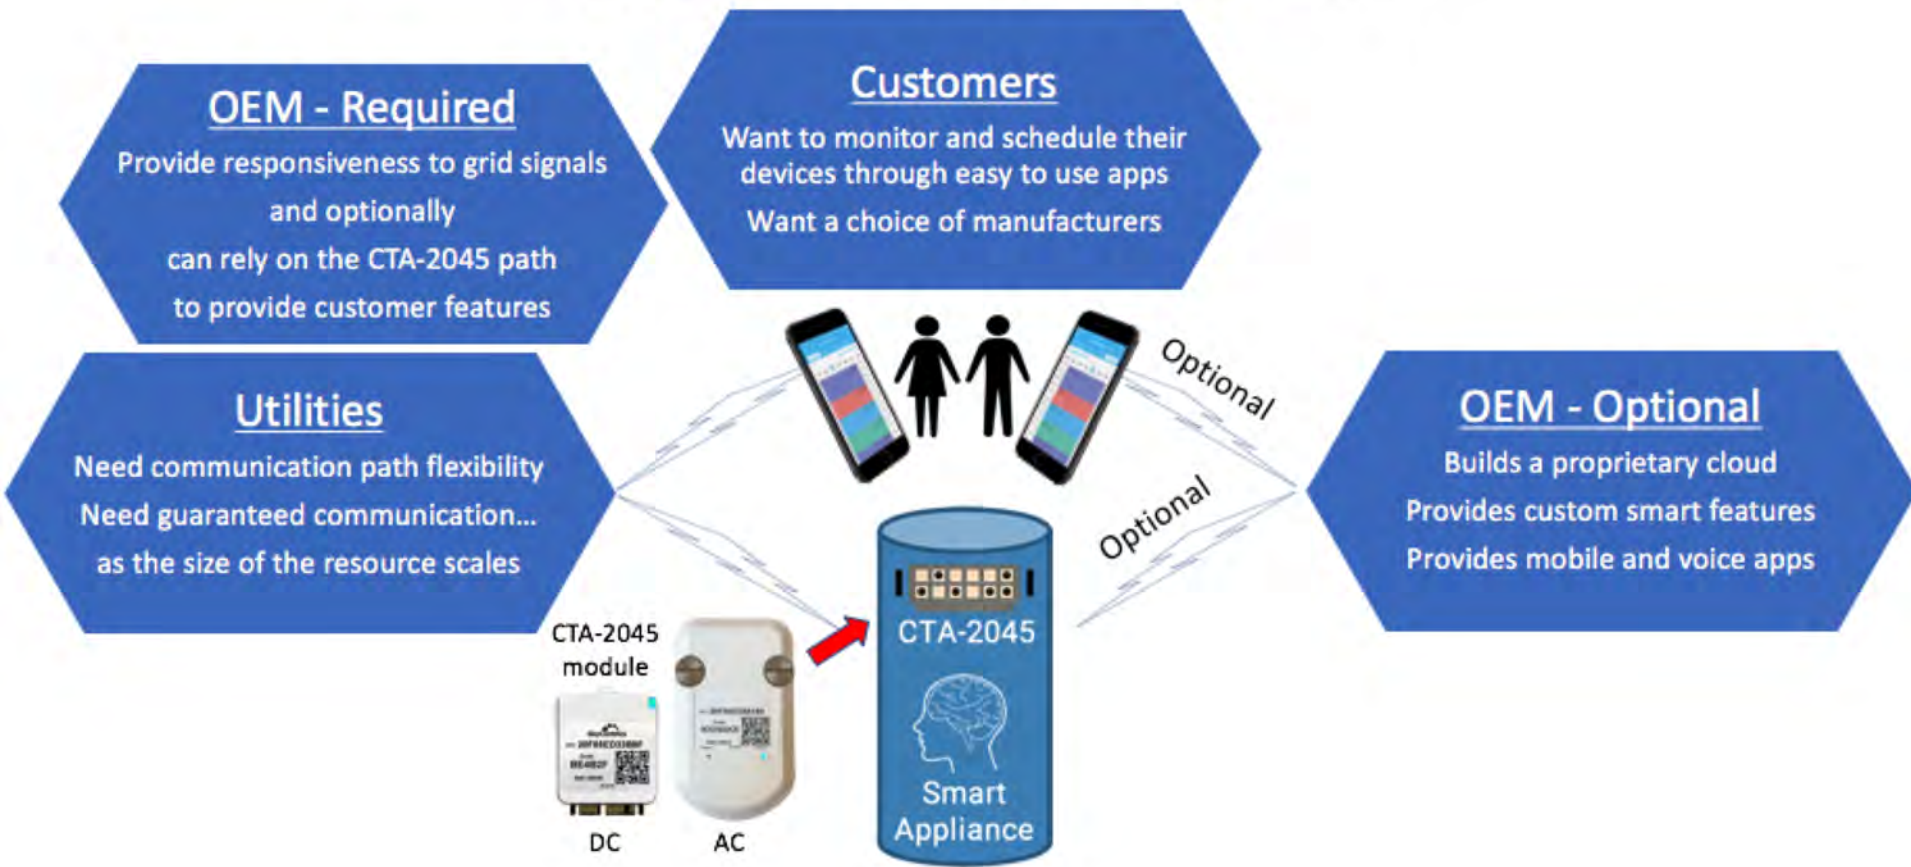 OEM - Required
Provide responsiveness to grid signals
and optionally
can rely on the CTA-2045 path
to provide customer features
Customers
Want to monitor and schedule their
devices through easy to use apps
Want a choice of manufacturers
Utilities
Need communication path flexibility
Need guaranteed communication...
as the size of the resource scales
Optional
Optional
OEM - Optional
Builds a proprietary cloud
Provides custom smart features
Provides mobile and voice apps
CTA-2045
module
DC
AC
CTA-2045
Smart
Appliance